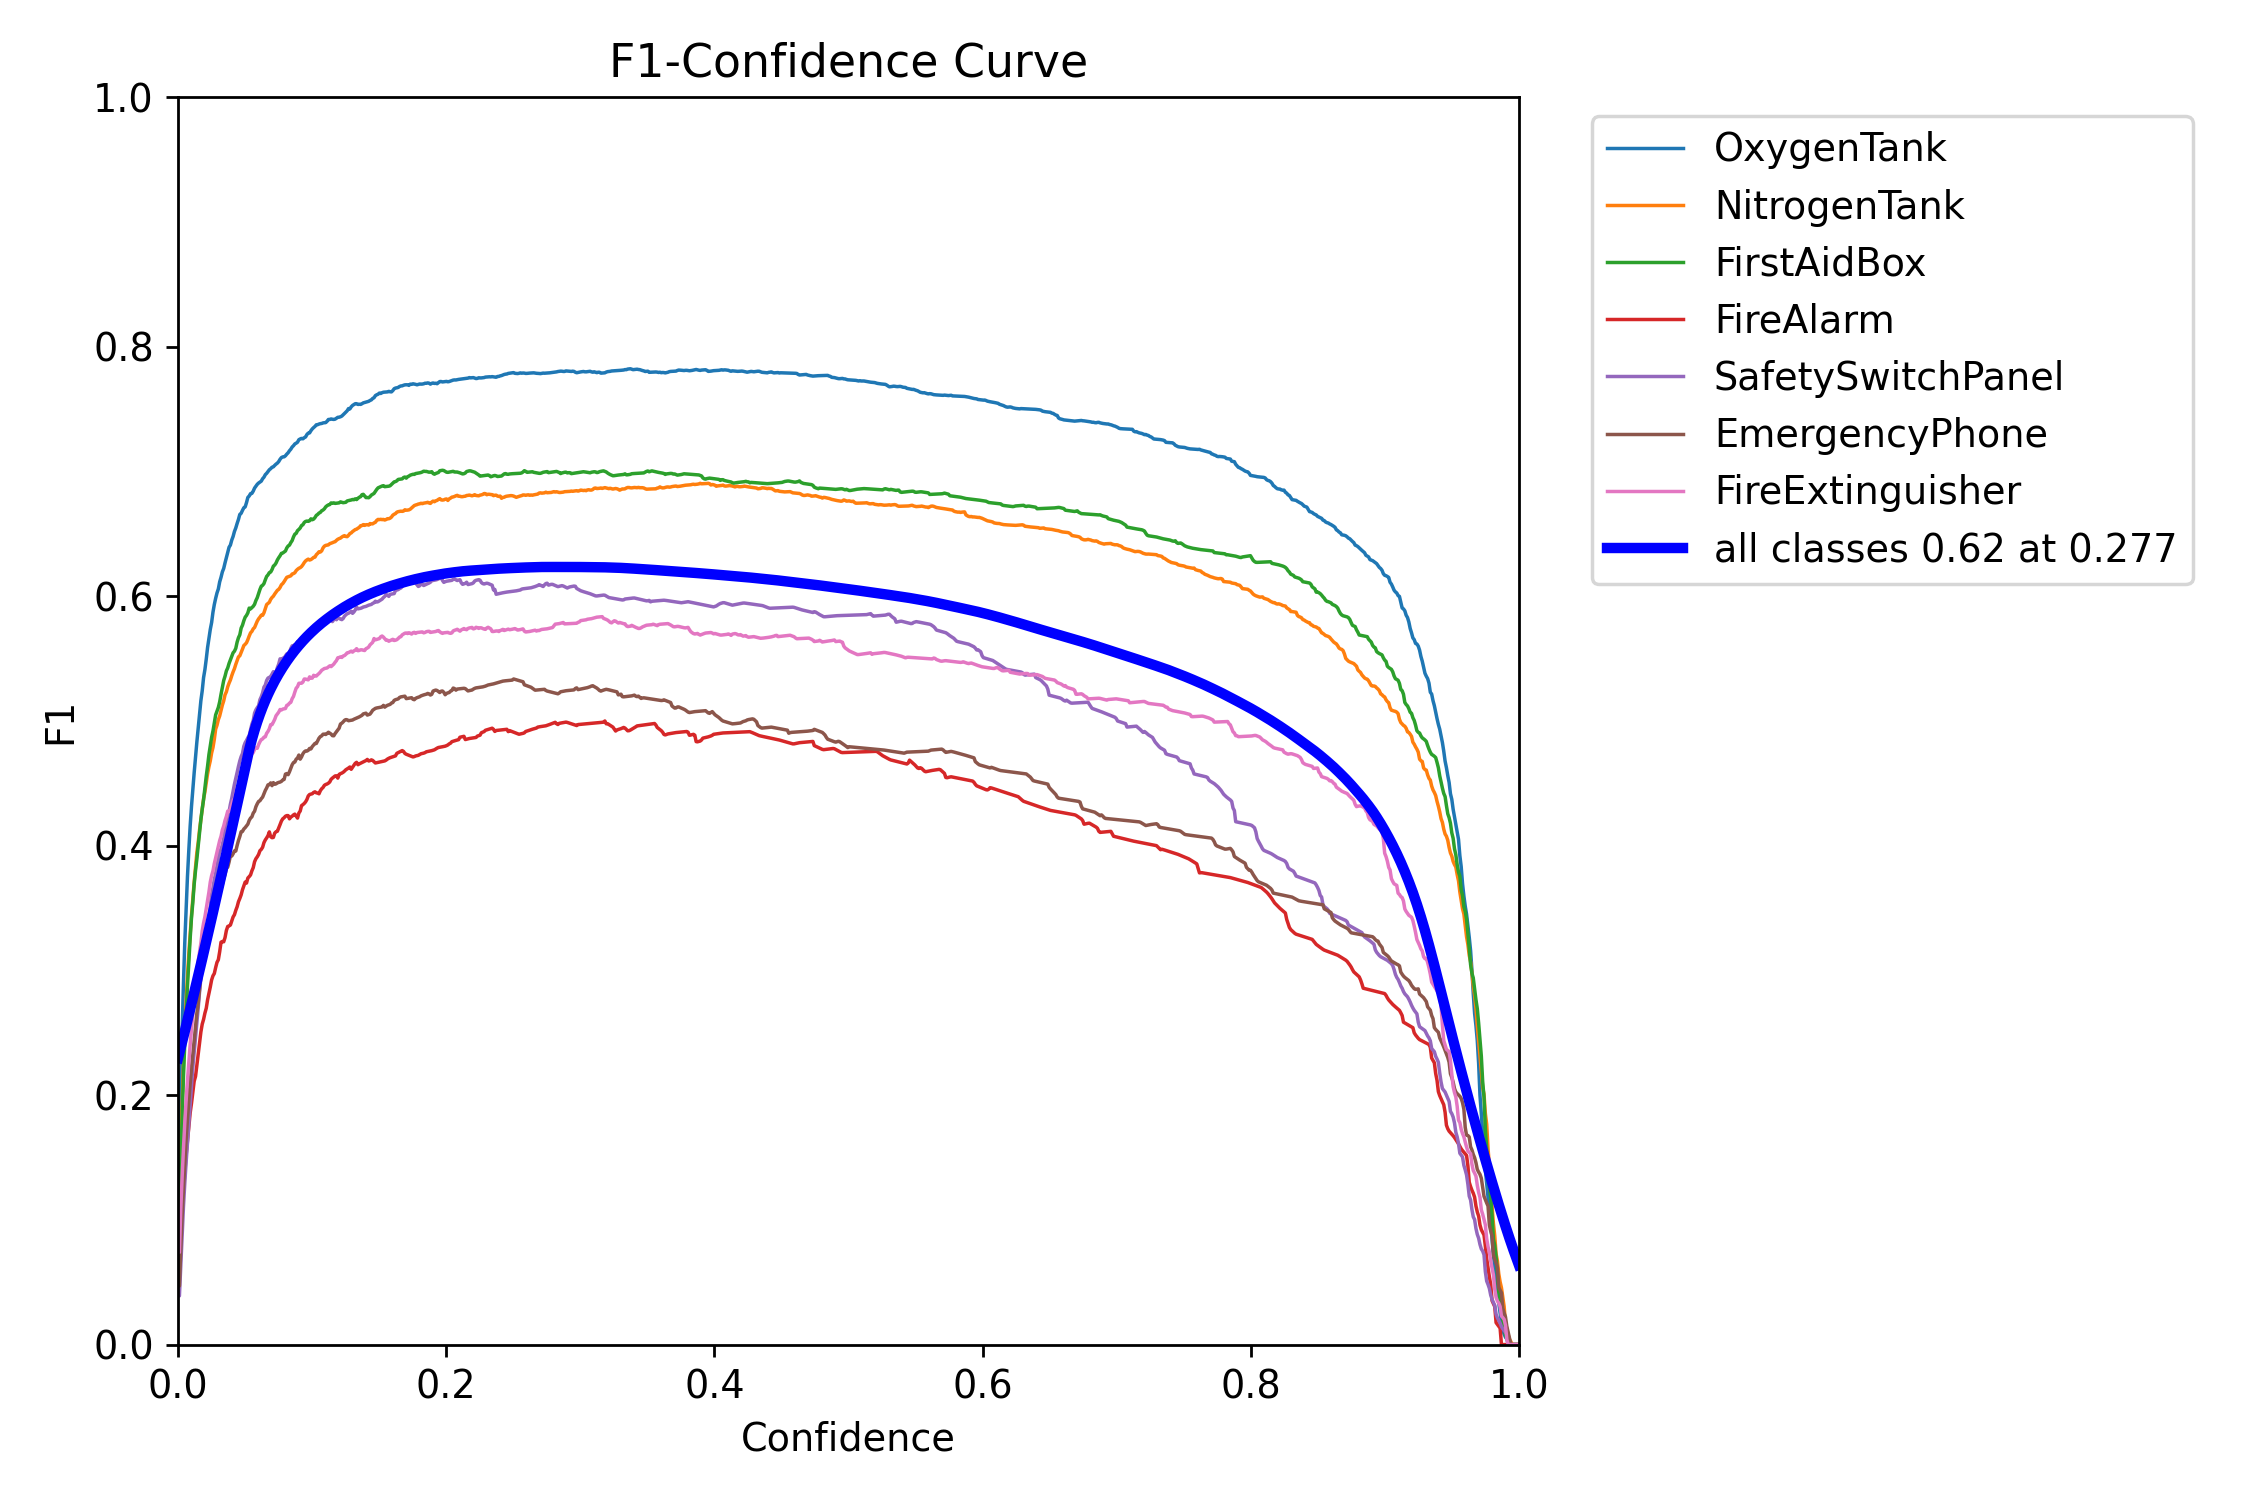 F1-Confidence Curve
1.0
0.8
0.6
0.4
0.2
0.0
F1
0.0 0.2 0.4 0.6 0.8 1.0
Confidence
OxygenTank
NitrogenTank
FirstAidBox
FireAlarm
SafetySwitchPanel
EmergencyPhone
FireExtinguisher
all classes 0.62 at 0.277